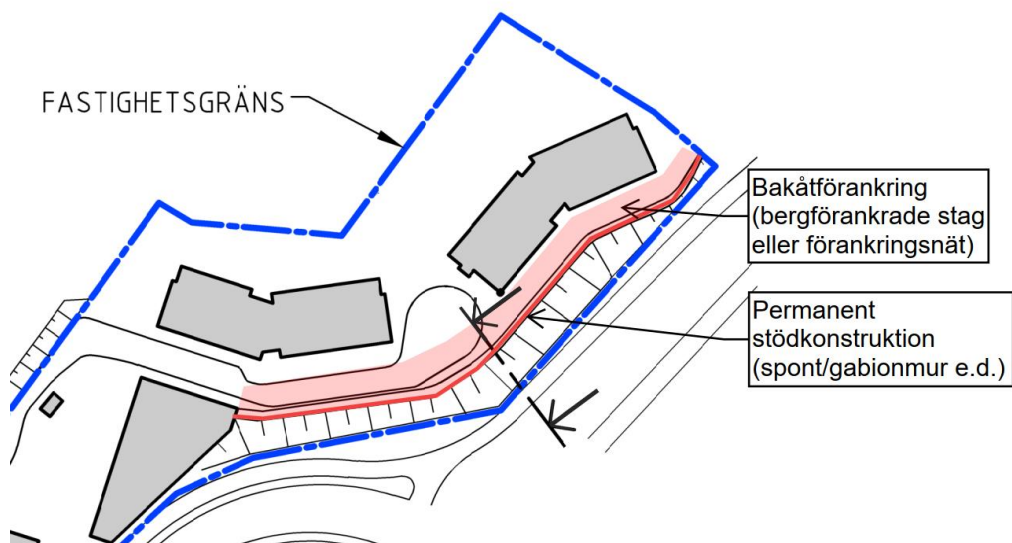 FASTIGHETSGRÄNS
Bakåtförankring
(bergförankrade stag
eller förankringsnät)
Permanent
stödkonstruktion
(spont/gabionmur e.d.)